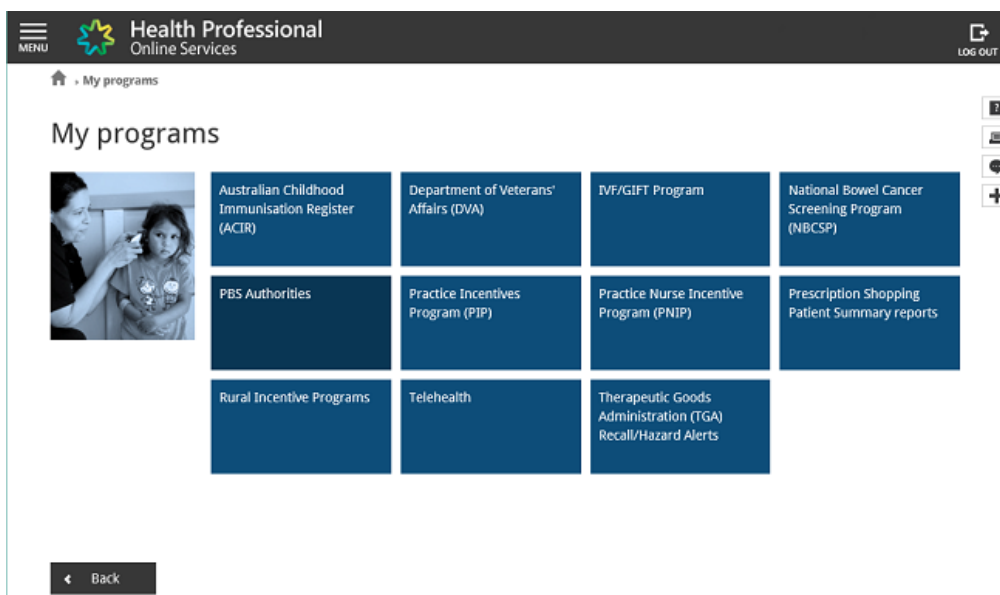 MENU
Health Professional
Online Services
LOG OUT
› My programs
My programs
Australian Childhood
Immunisation Register
(ACIR)
Department of Veterans'
Affairs (DVA)
IVF/GIFT Program
National Bowel Cancer
Screening Program
(NBCSP)
PBS Authorities
Practice Incentives
Program (PIP)
Practice Nurse Incentive
Program (PNIP)
Prescription Shopping
Patient Summary reports
Rural Incentive Programs
Telehealth
Therapeutic Goods
Administration (TGA)
Recall/Hazard Alerts
Back